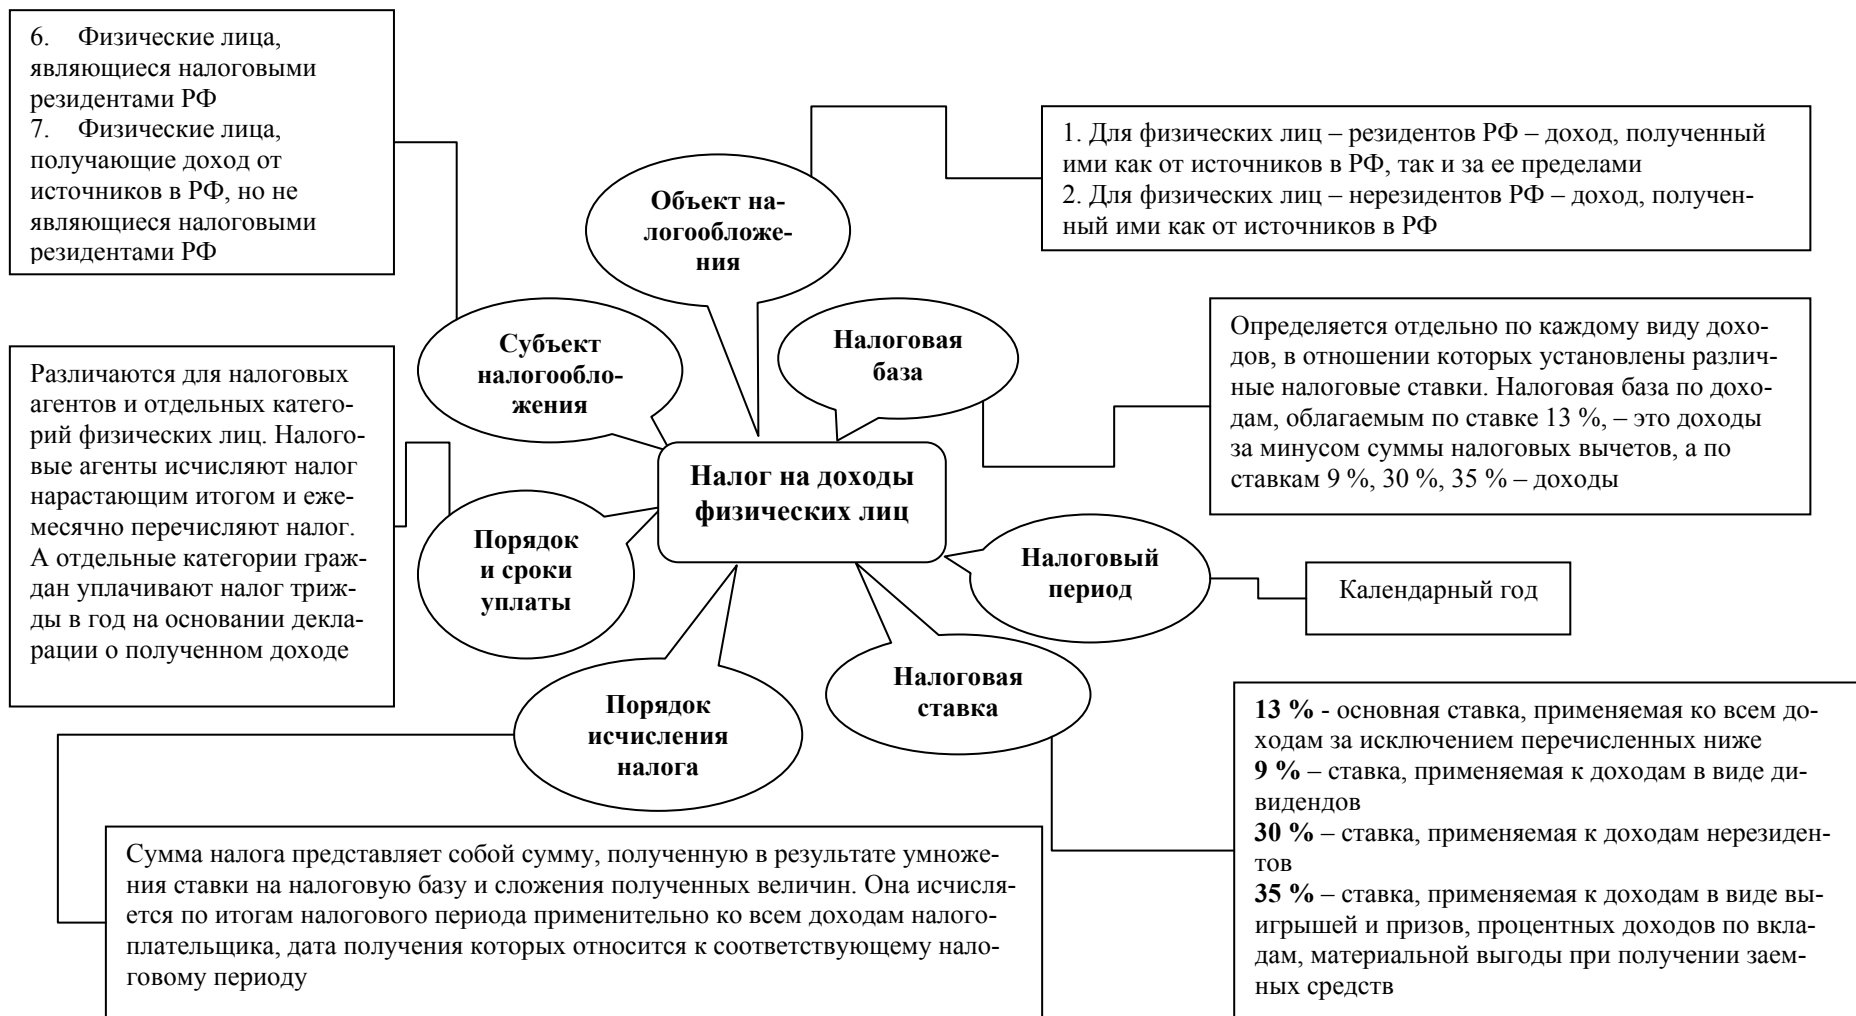 6. Физические лица,
являющиеся налоговыми
резидентами РФ
7. Физические лица,
получающие доход от
источников в РФ, но не
являющиеся налоговыми
резидентами РФ
Объект на-
логообложе-
ния
1. Для физических лиц – резидентов РФ – доход, полученный
ими как от источников в РФ, так и за ее пределами
2. Для физических лиц – нерезидентов РФ – доход, получен-
ный ими как от источников в РФ
Субъект
налогообло-
жения
Налоговая
база
Определяется отдельно по каждому виду дохо-
дов, в отношении которых установлены различ-
ные налоговые ставки. Налоговая база по дохо-
дам, облагаемым по ставке 13 %, – это доходы
за минусом суммы налоговых вычетов, а по
ставкам 9 %, 30 %, 35 % – доходы
Различаются для налоговых
агентов и отдельных катего-
рий физических лиц. Налого-
вые агенты исчисляют налог
нарастающим итогом и еже-
месячно перечисляют налог.
А отдельные категории граж-
дан уплачивают налог триж-
ды в год на основании декла-
рации о полученном доходе
Налог на доходы
физических лиц
Порядок
и сроки
уплаты
Налоговый
период
Календарный год
Порядок
исчисления
налога
Налоговая
ставка
13 % - основная ставка, применяемая ко всем до-
ходам за исключением перечисленных ниже
9 % – ставка, применяемая к доходам в виде ди-
видендов
30 % – ставка, применяемая к доходам нерезиден-
тов
35 % – ставка, применяемая к доходам в виде вы-
игрышей и призов, процентных доходов по вкла-
дам, материальной выгоды при получении заем-
ных средств
Сумма налога представляет собой сумму, полученную в результате умноже-
ния ставки на налоговую базу и сложения полученных величин. Она исчисля-
ется по итогам налогового периода применительно ко всем доходам налого-
плательщика, дата получения которых относится к соответствующему нало-
говому периоду